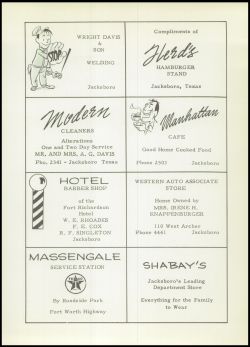 STOP
WRIGHT DAVIS
&
SON
WELDING
Jacksboro
Compliments of
Herd's
HAMBURGER
STAND
Jacksboro, Texas
Modern
CLEANERS
Alterations
One and Two Day Service
MR. AND MRS. A. G. DAVIS
Pho. 2341 - Jacksboro Texas
Manhattan
CAFE
Good Home Cooked Food
Phone 2503 Jacksboro
HOTEL
BARBER SHOP
of the
Fort Richardson
Hotel
W. E. RHOADES
F. E. COX
R. F. SINGLETON
Jacksboro
WESTERN AUTO ASSOCIATE
STORE
Home Owned by
MRS. IRENE H.
KNAPPENBURGER
110 West Archer
Phone 4441 Jacksboro
MASSENGALE
SERVICE STATION
By Roadside Park
Fort Worth Highway
SHABAY'S
Jacksboro's Leading
Department Store
Everything for the Family
to Wear